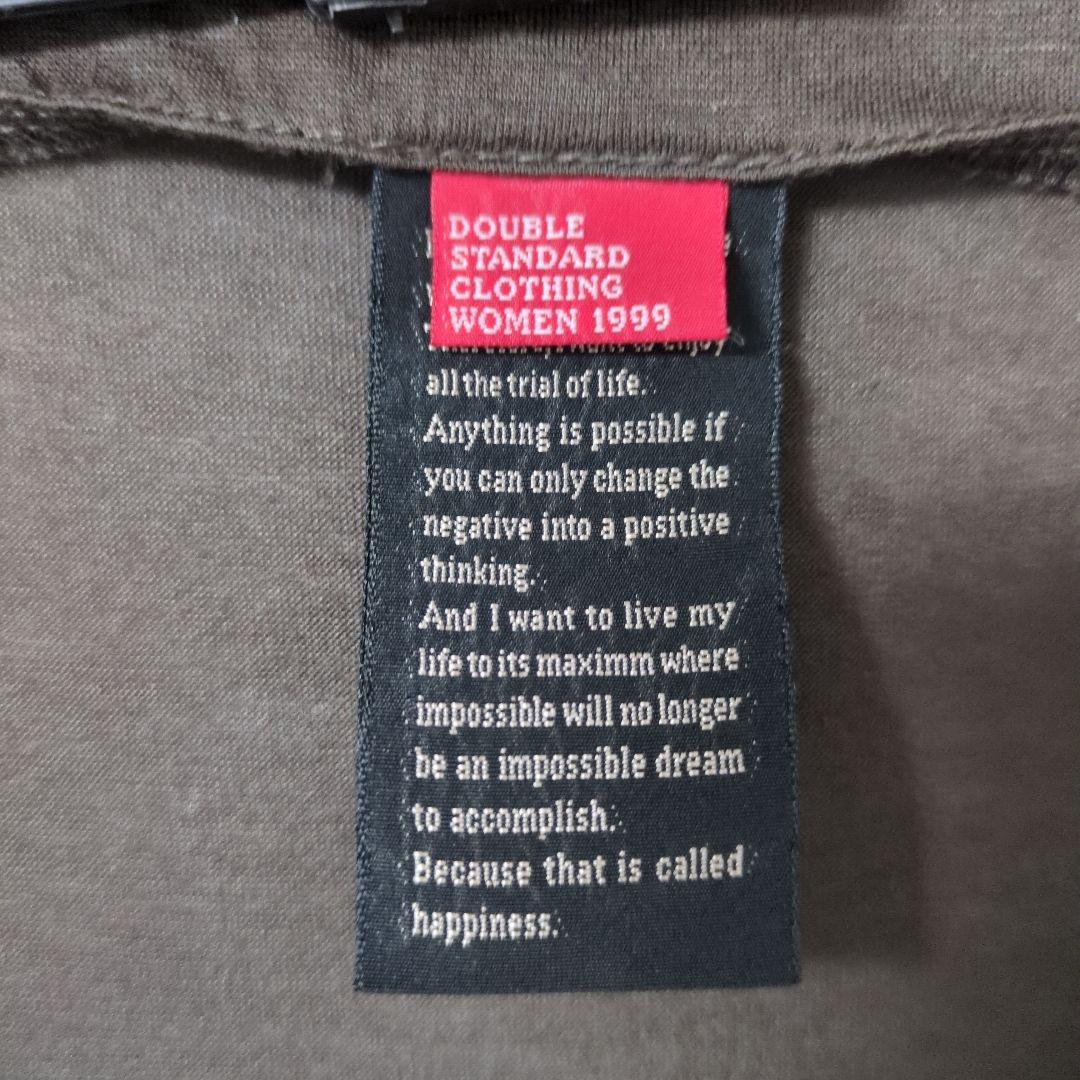 DOUBLE
STANDARD
CLOTHING
WOMEN 1999
to enjoy
all the trial of life.
Anything is possible if
you can only change the
negative into a positive
thinking.
And I want to live my
life to its maximm where
impossible will no longer
be an impossible dream
to accomplish.
Because that is called
happiness.